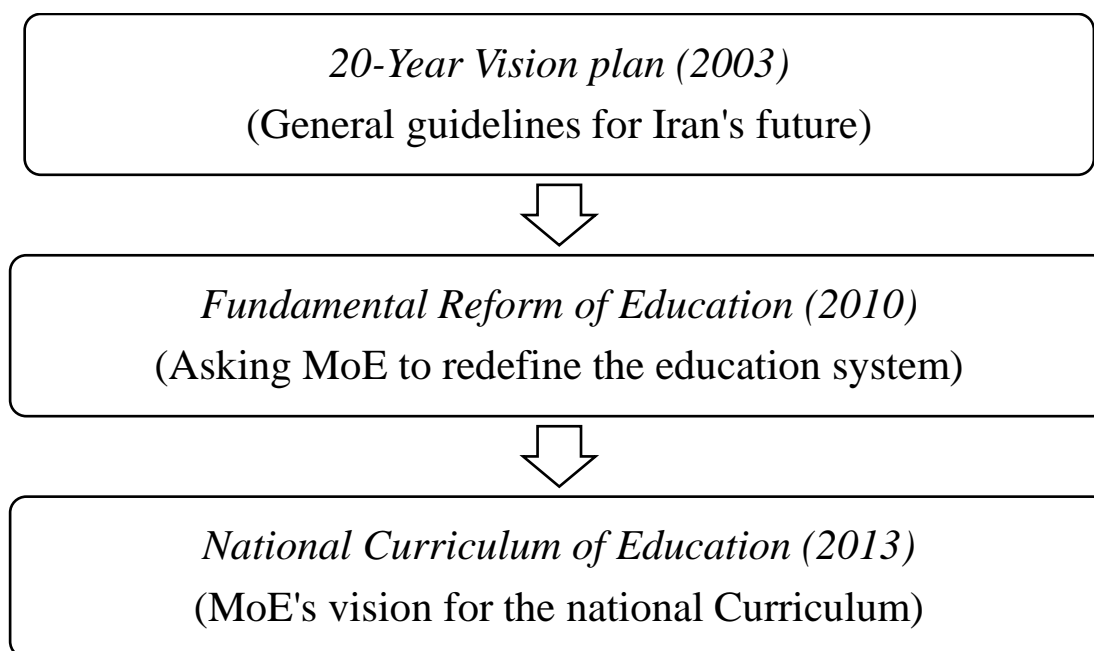 20-Year Vision plan (2003)
(General guidelines for Iran's future)
Fundamental Reform of Education (2010)
(Asking MoE to redefine the education system)
National Curriculum of Education (2013)
(MoE's vision for the national Curriculum)